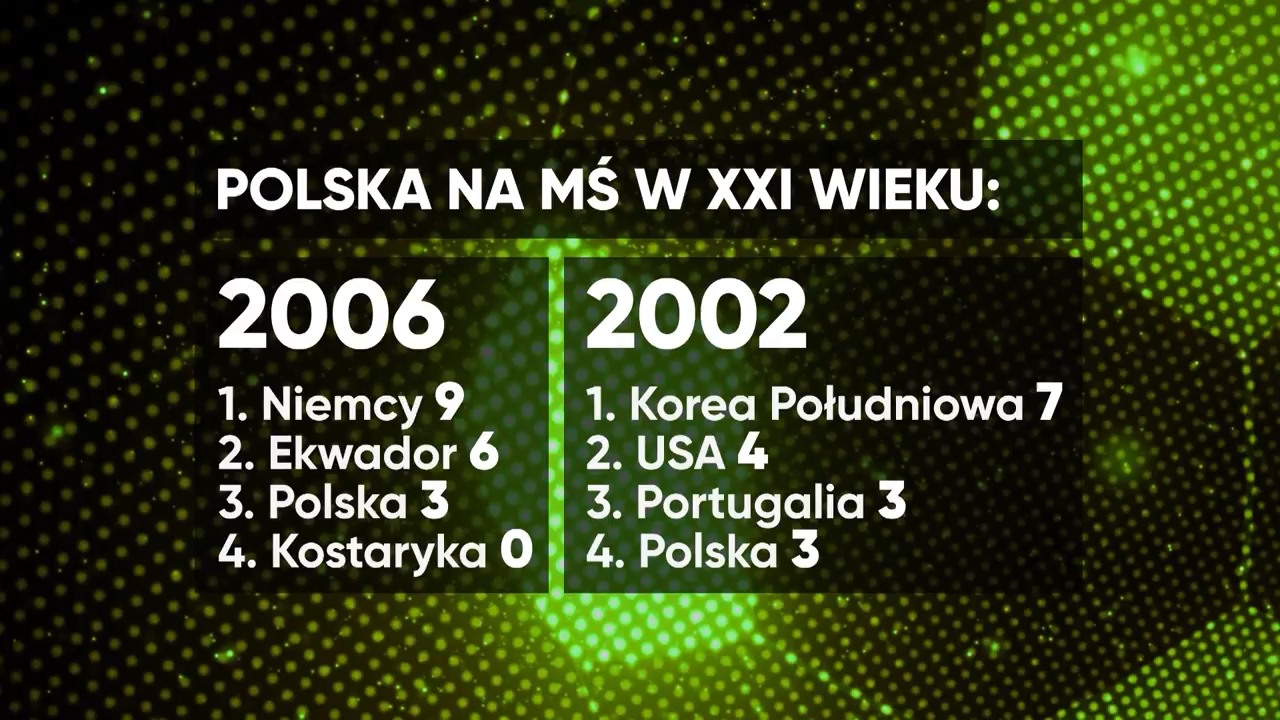 POLSKA NA MŚ W XXI WIEKU:
2006
1. Niemcy 9
2. Ekwador 6
3. Polska 3
4. Kostaryka 0
2002
1. Korea Południowa 7
2. USA 4
3. Portugalia 3
4. Polska 3